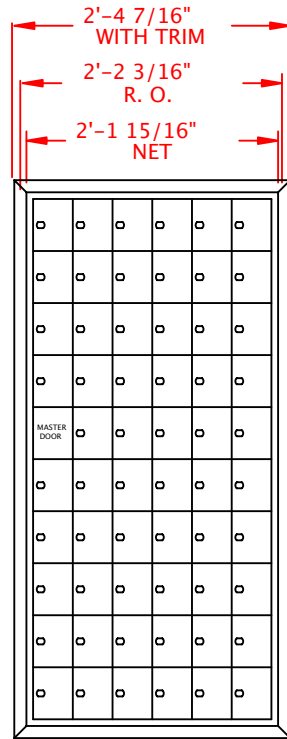 2'-4 7/16"
WITH TRIM
2'-2 3/16"
R. O.
2'-1 15/16"
NET
MASTER
DOOR